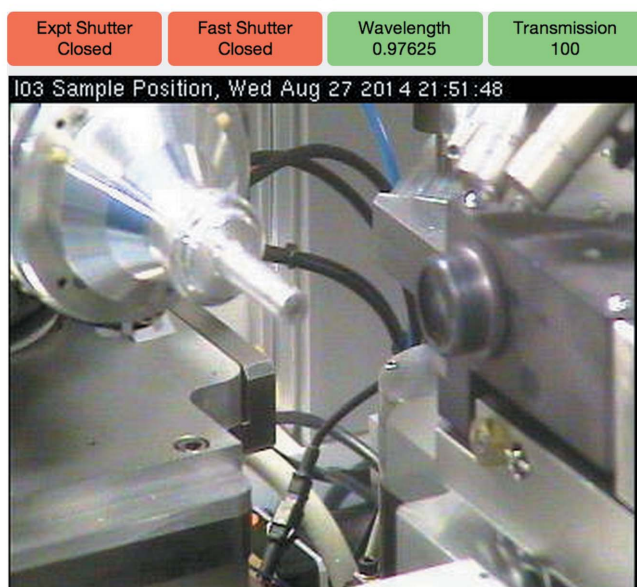 Expt Shutter
Closed
Fast Shutter
Closed
Wavelength
0.97625
Transmission
100
I03 Sample Position, Wed Aug 27 2014 21:51:48